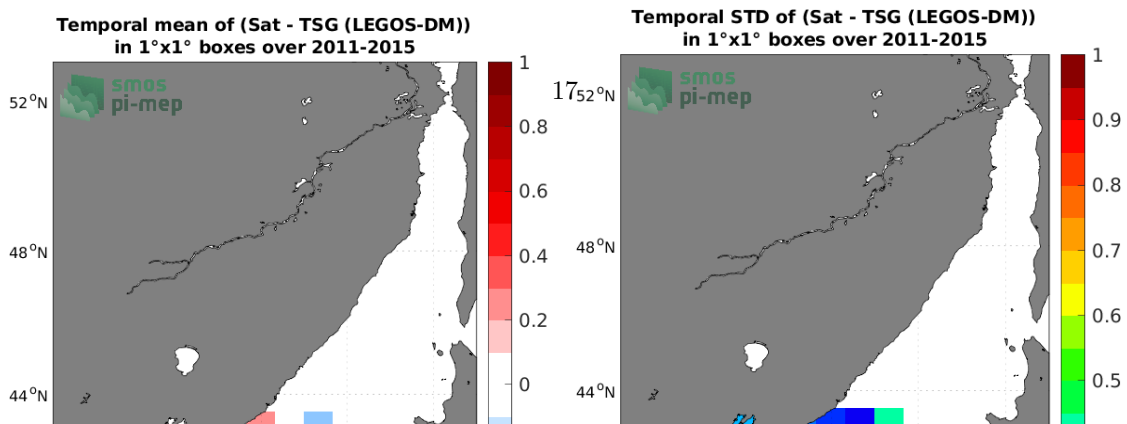 Temporal mean of (Sat - TSG (LEGOS-DM))
in 1°x1° boxes over 2011-2015
smos
pi-mep
52°N
48°N
44°N
1
0.8
0.6
0.4
0.2
0
17
Temporal STD of (Sat - TSG (LEGOS-DM))
in 1°x1° boxes over 2011-2015
smos
pi-mep
52°N
48°N
44°N
1
0.9
0.8
0.7
0.6
0.5